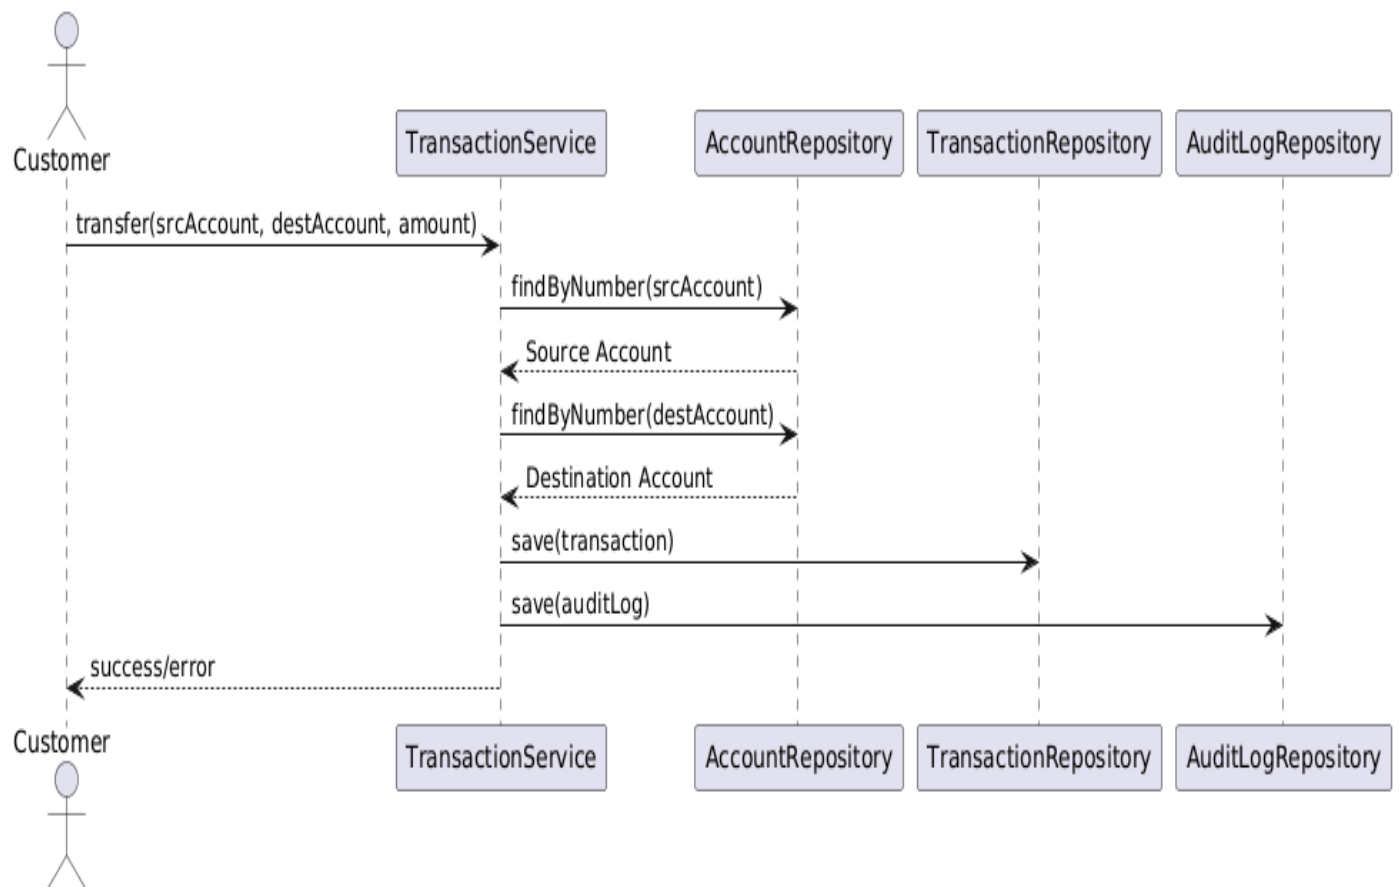 Customer
TransactionService
AccountRepository
TransactionRepository
AuditLogRepository
transfer(srcAccount, destAccount, amount)
findByNumber(srcAccount)
Source Account
findByNumber(destAccount)
Destination Account
save(transaction)
save(auditLog)
success/error
Customer
TransactionService
AccountRepository
TransactionRepository
AuditLogRepository